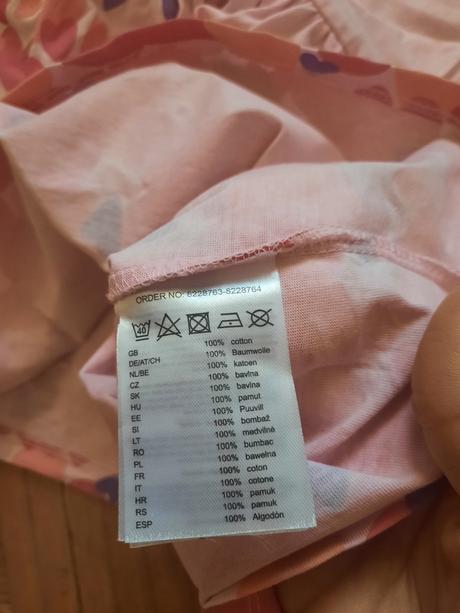 ORDER NO: 8228763-8228764
40
GB 100% cotton
DE/AT/CH 100% Baumwolle
NL/BE 100% katoen
CZ 100% bavlna
SK 100% bavlna
HU 100% pamut
EE 100% Puuvill
SI 100% bombaž
LT 100% medvilnė
RO 100% bumbac
PL 100% bawełna
FR 100% coton
IT 100% cotone
HR 100% pamuk
RS 100% pamuk
ESP 100% Algodón